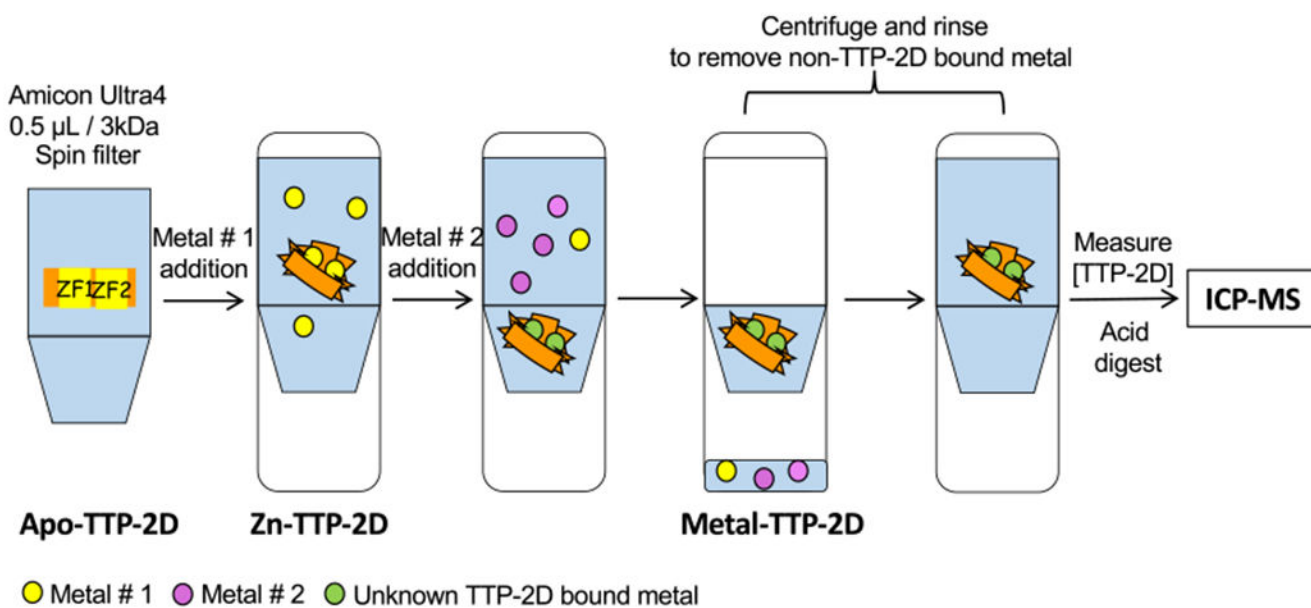 Centrifuge and rinse
to remove non-TTP-2D bound metal
Amicon Ultra4
0.5 µL / 3kDa
Spin filter
ZF1 ZF2
Metal # 1
addition
Metal # 2
addition
Measure
[TTP-2D]
Acid
digest
ICP-MS
Apo-TTP-2D
Zn-TTP-2D
Metal-TTP-2D
Metal # 1
Metal # 2
Unknown TTP-2D bound metal